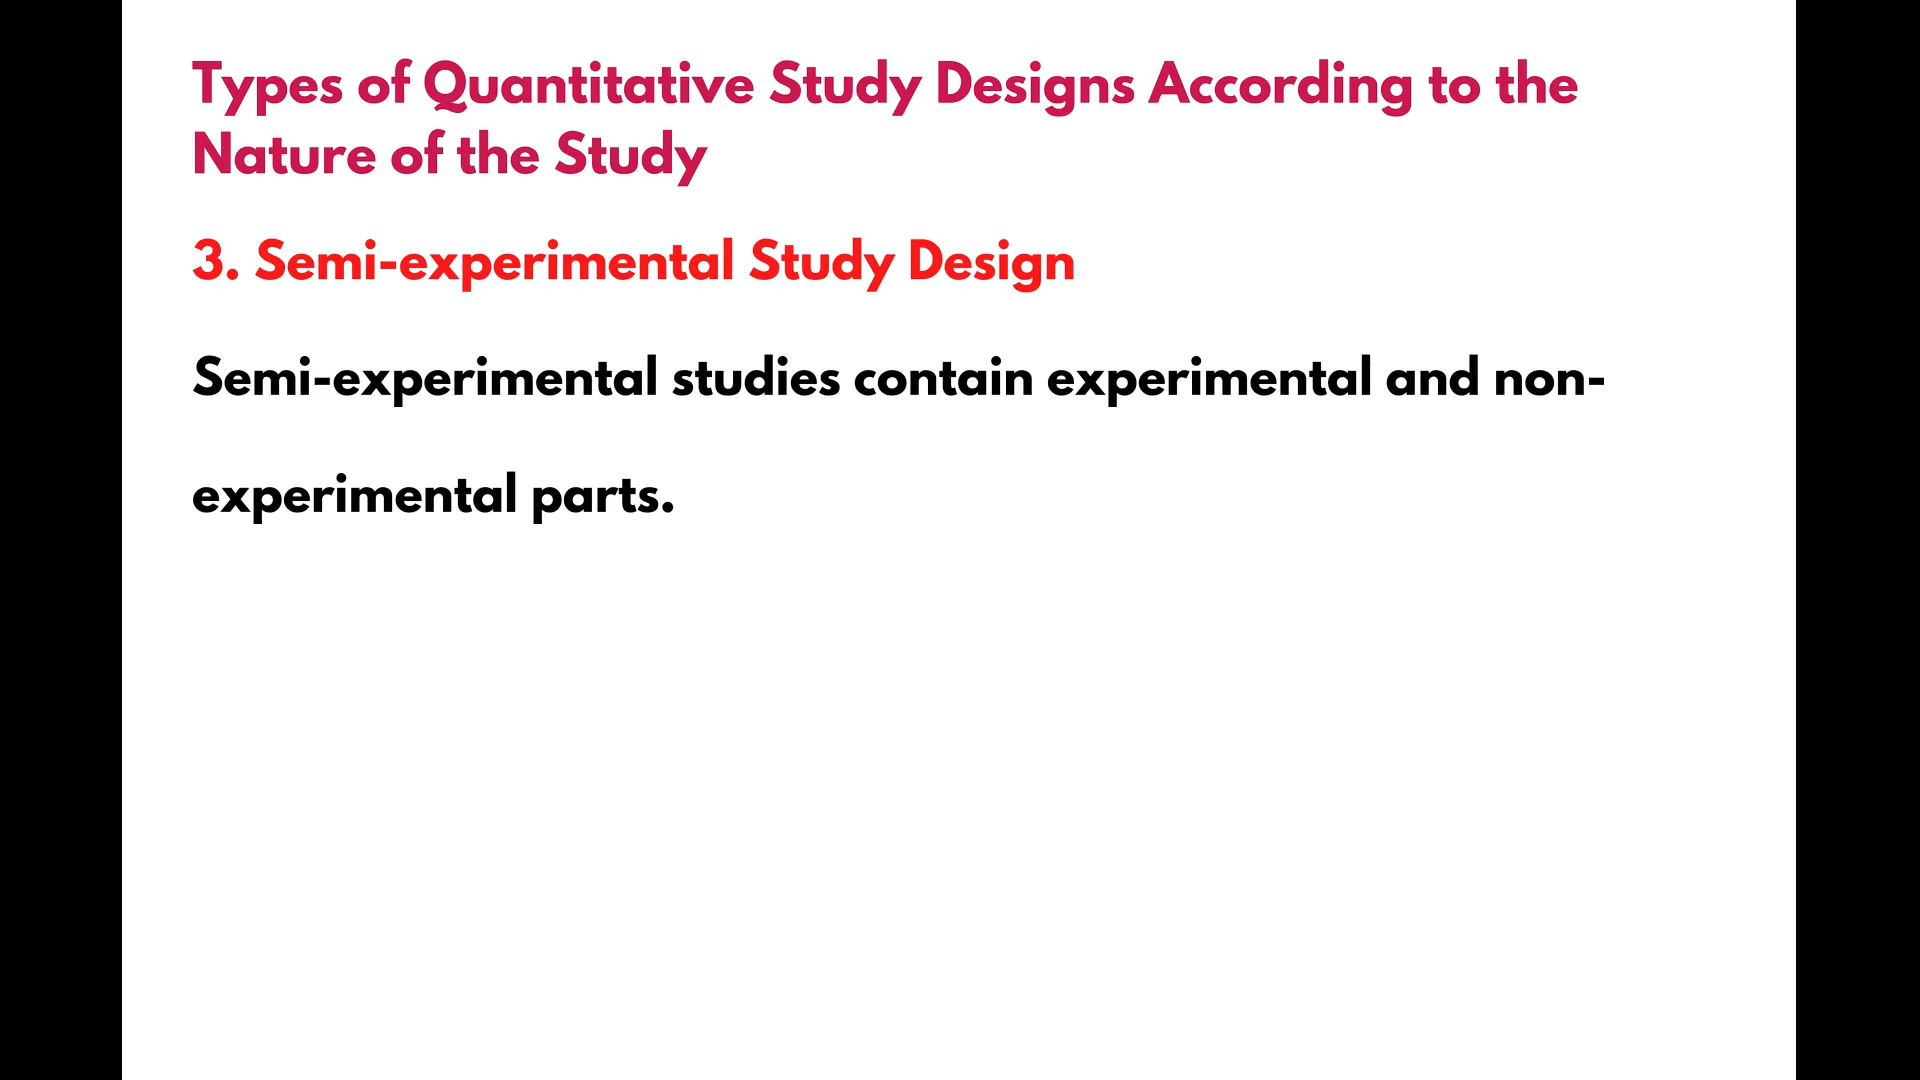 Types of Quantitative Study Designs According to the
Nature of the Study
3. Semi-experimental Study Design
Semi-experimental studies contain experimental and non-
experimental parts.